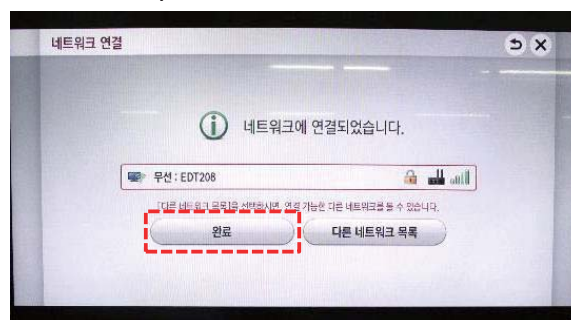 네트워크 연결
네트워크에 연결되었습니다.
무선 : EDT208
[다른 네트워크 목록]을 선택하시면, 연결 가능한 다른 네트워크를 볼 수 있습니다.
완료
다른 네트워크 목록